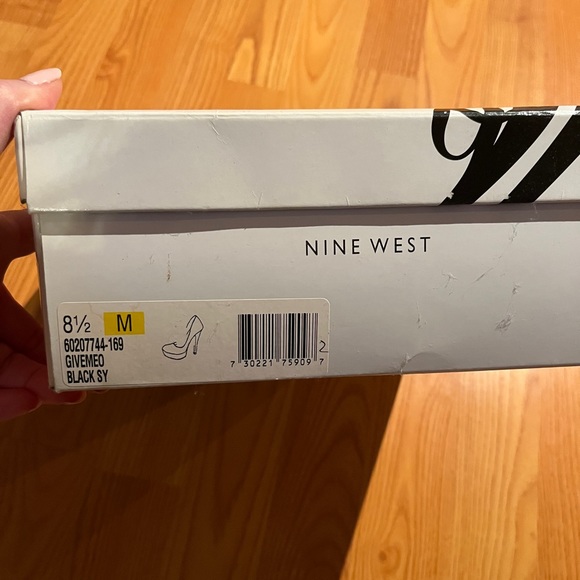 NINE WEST
8½ M
60207744-169
GIVEMEO
BLACK SY
7 30221 75909 7
2